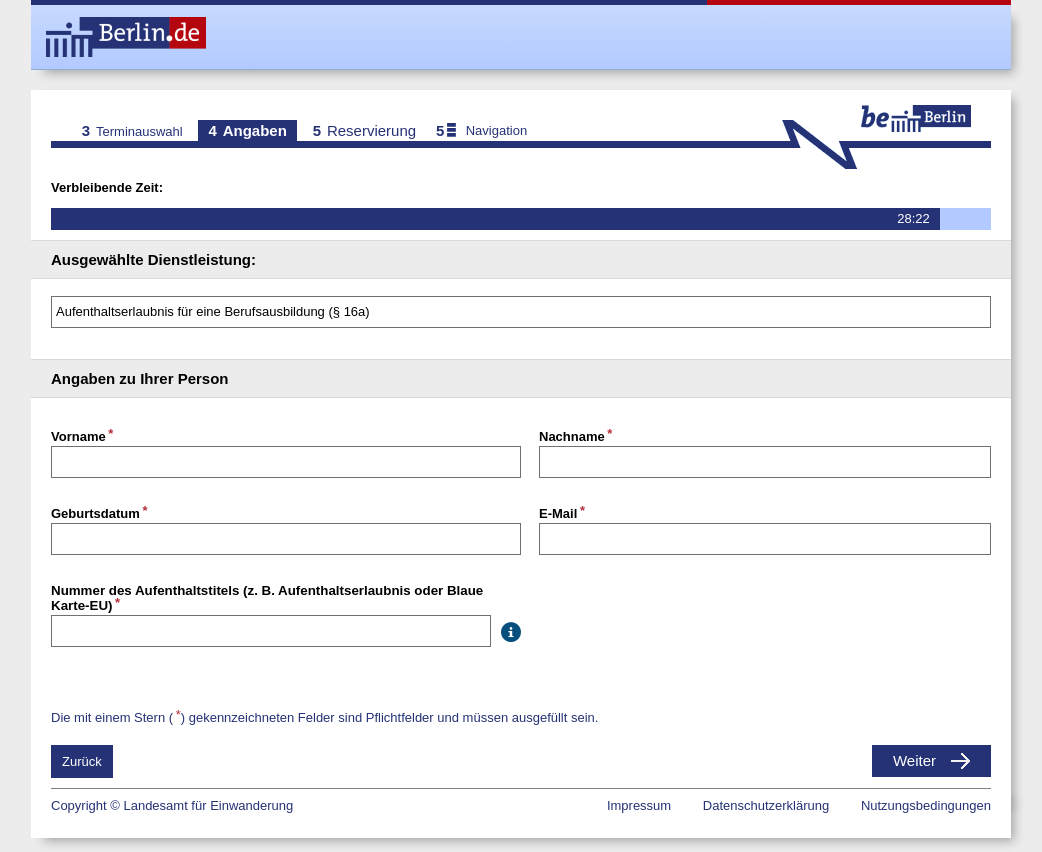 Berlin.de
be Berlin
3 Terminauswahl 4 Angaben 5 Reservierung 5 Navigation
Verbleibende Zeit:
28:22
Ausgewählte Dienstleistung:
Aufenthaltserlaubnis für eine Berufsausbildung (§ 16a)
Angaben zu Ihrer Person
Vorname *
Nachname *
Geburtsdatum *
E-Mail *
Nummer des Aufenthaltstitels (z. B. Aufenthaltserlaubnis oder Blaue
Karte-EU) *
i
Die mit einem Stern ( *) gekennzeichneten Felder sind Pflichtfelder und müssen ausgefüllt sein.
Zurück
Weiter
Copyright © Landesamt für Einwanderung
Impressum Datenschutzerklärung Nutzungsbedingungen